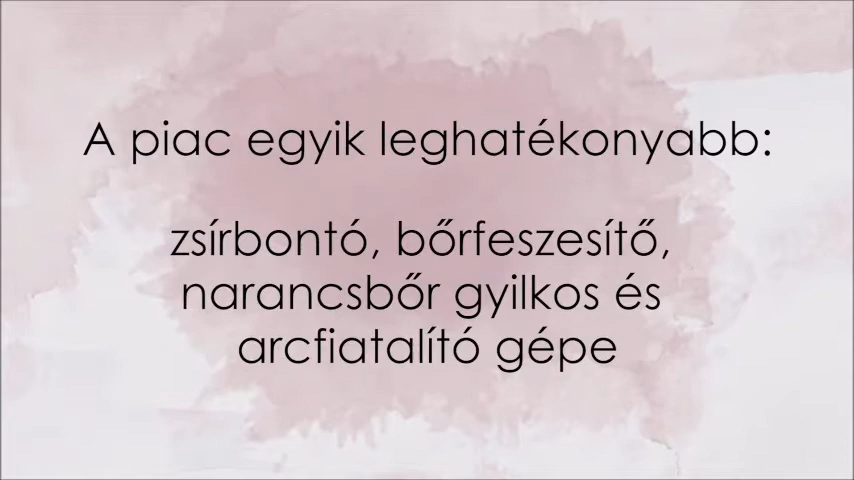 A piac egyik leghatékonyabb:
zsírbontó, bőrfeszesítő,
narancsbőr gyilkos és
arcfiatalító gépe